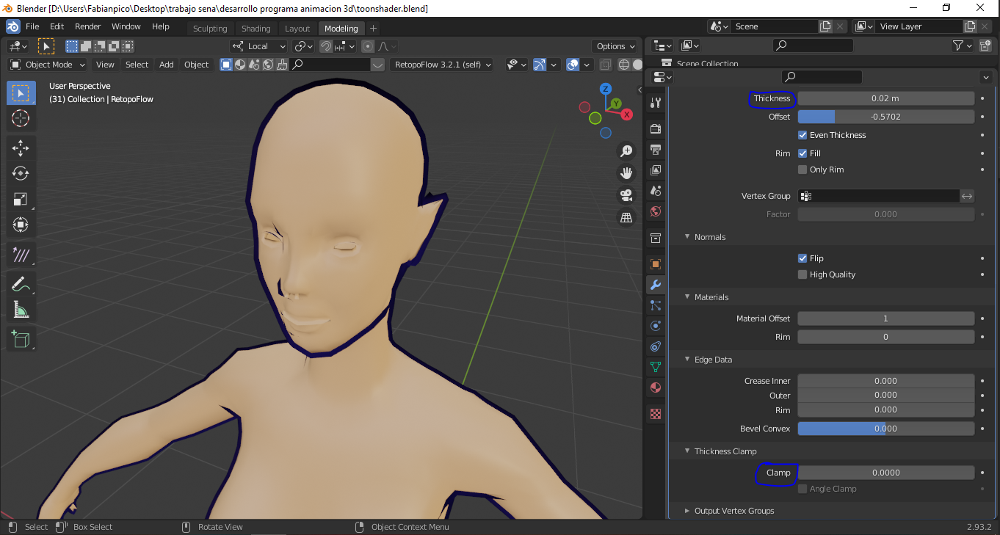 Blender [D:\Users\Fabianpico\Desktop\trabajo sena\desarrollo programa animacion 3d\toonshader.blend]
File Edit Render Window Help Sculpting Shading Layout Modeling + Scene View Layer
Local Options
Object Mode View Select Add Object RetopoFlow 3.2.1 (self)
Scene Collection
User Perspective
(31) Collection | RetopoFlow
Z
Y
X
Thickness 0.02 m
Offset -0.5702
Even Thickness
Rim Fill
Only Rim
Vertex Group
Factor 0.000
Normals
Flip
High Quality
Materials
Material Offset 1
Rim 0
Edge Data
Crease Inner 0.000
Outer 0.000
Rim 0.000
Bevel Convex 0.000
Thickness Clamp
Clamp 0.0000
Angle Clamp
Output Vertex Groups
Select Box Select Rotate View Object Context Menu 2.93.2